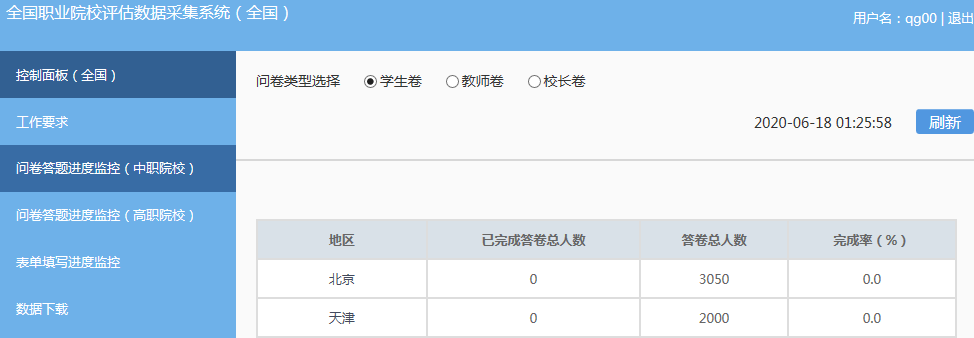 全国职业院校评估数据采集系统（全国）
用户名：qg00 | 退出
控制面板（全国）
工作要求
问卷答题进度监控（中职院校）
问卷答题进度监控（高职院校）
表单填写进度监控
数据下载
问卷类型选择 学生卷 教师卷 校长卷
2020-06-18 01:25:58 刷新
地区 已完成答卷总人数 答卷总人数 完成率（%）
北京 0 3050 0.0
天津 0 2000 0.0